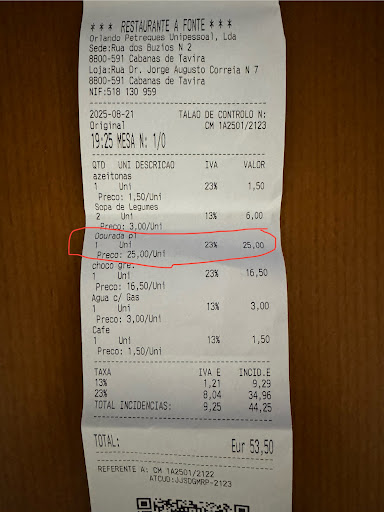 * * * RESTAURANTE A FONTE * * *
Orlando Petreques Unipessoal, Lda
Sede:Rua dos Buzios N 2
8800-591 Cabanas de Tavira
Loja:Rua Dr. Jorge Augusto Correia N 7
8800-591 Cabanas de Tavira
NIF:518 130 959
2025-08-21 TALAO DE CONTROLO N:
Original CM 1A2501/2123
19:25 MESA N: 1/0
QTD UNI DESCRICAO IVA VALOR
azeitonas
1 Uni 23% 1,50
Preco: 1,50/Uni
Sopa de Legumes
2 Uni 13% 6,00
Preco: 3,00/Uni
Dourada p1
1 Uni 23% 25,00
Preco: 25,00/Uni
choco gre.
1 Uni 23% 16,50
Preco: 16,50/Uni
Agua c/ Gas
1 Uni 13% 3,00
Preco: 3,00/Uni
Cafe
1 Uni 13% 1,50
Preco: 1,50/Uni
TAXA IVA E INCID.E
13% 1,21 9,29
23% 8,04 34,96
TOTAL INCIDENCIAS: 9,25 44,25
TOTAL: Eur 53,50
REFERENTE A: CM 1A2501/2122
ATCUD:JJSDGMRP-2123